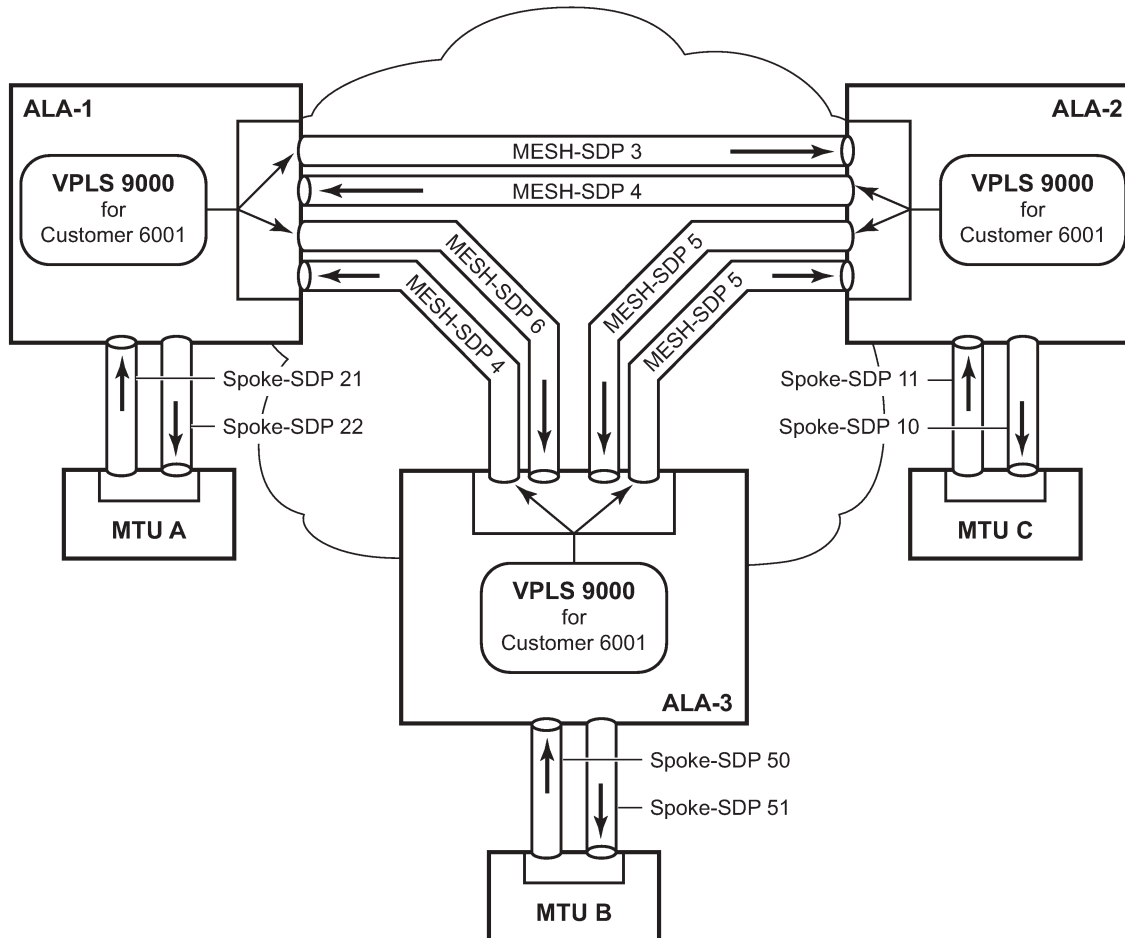 ALA-1
ALA-2
VPLS 9000
for
Customer 6001
MESH-SDP 3
MESH-SDP 4
VPLS 9000
for
Customer 6001
MESH-SDP 6
MESH-SDP 4
MESH-SDP 5
MESH-SDP 5
Spoke-SDP 21
Spoke-SDP 22
Spoke-SDP 11
Spoke-SDP 10
MTU A
MTU C
VPLS 9000
for
Customer 6001
ALA-3
Spoke-SDP 50
Spoke-SDP 51
MTU B